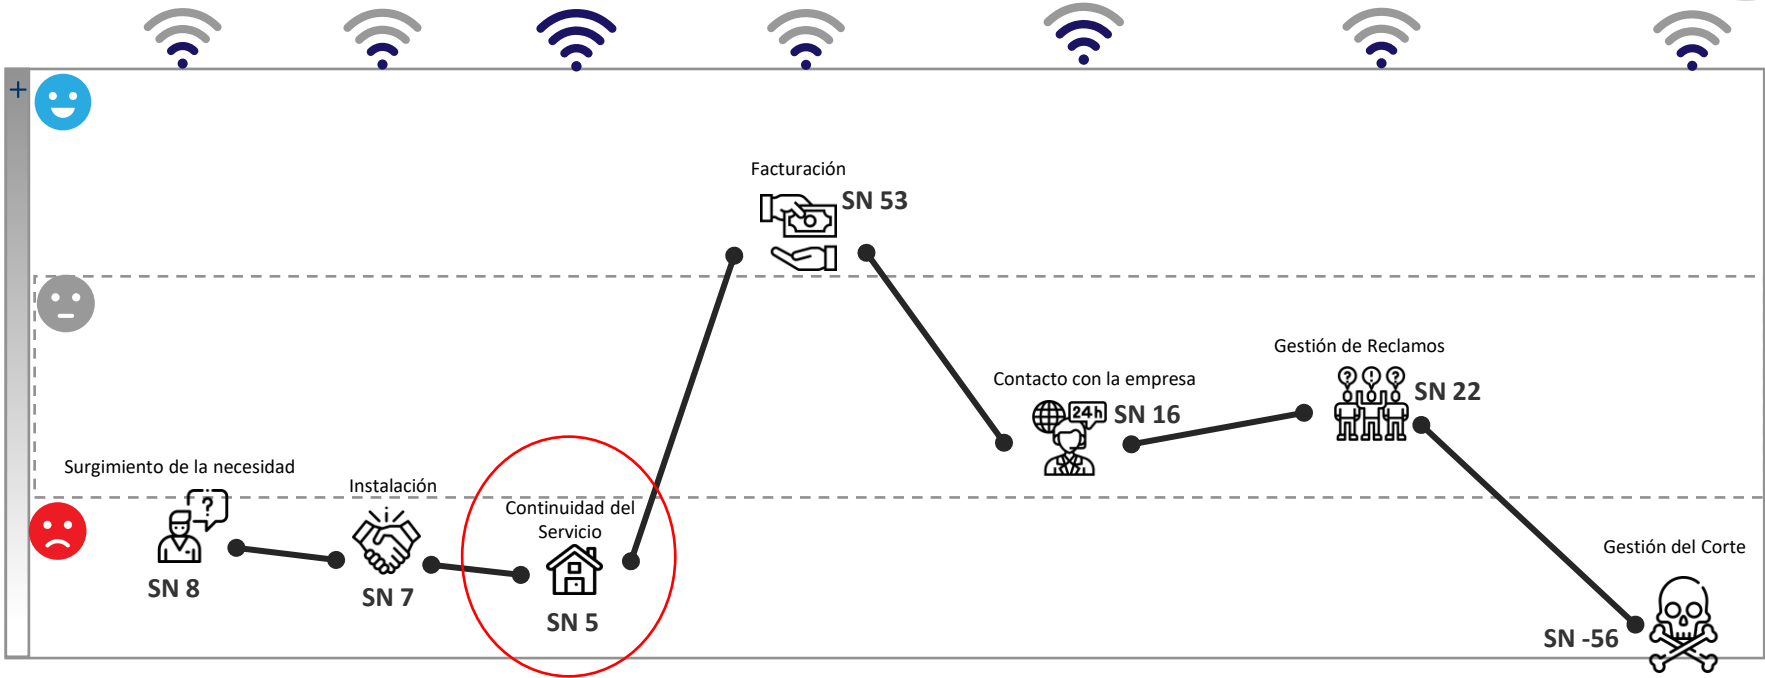 +
Facturación
SN 53
Gestión de Reclamos
? ! ?
SN 22
Contacto con la empresa
24h
SN 16
Surgimiento de la necesidad
?
SN 8
Instalación
SN 7
Continuidad del
Servicio
SN 5
Gestión del Corte
SN -56